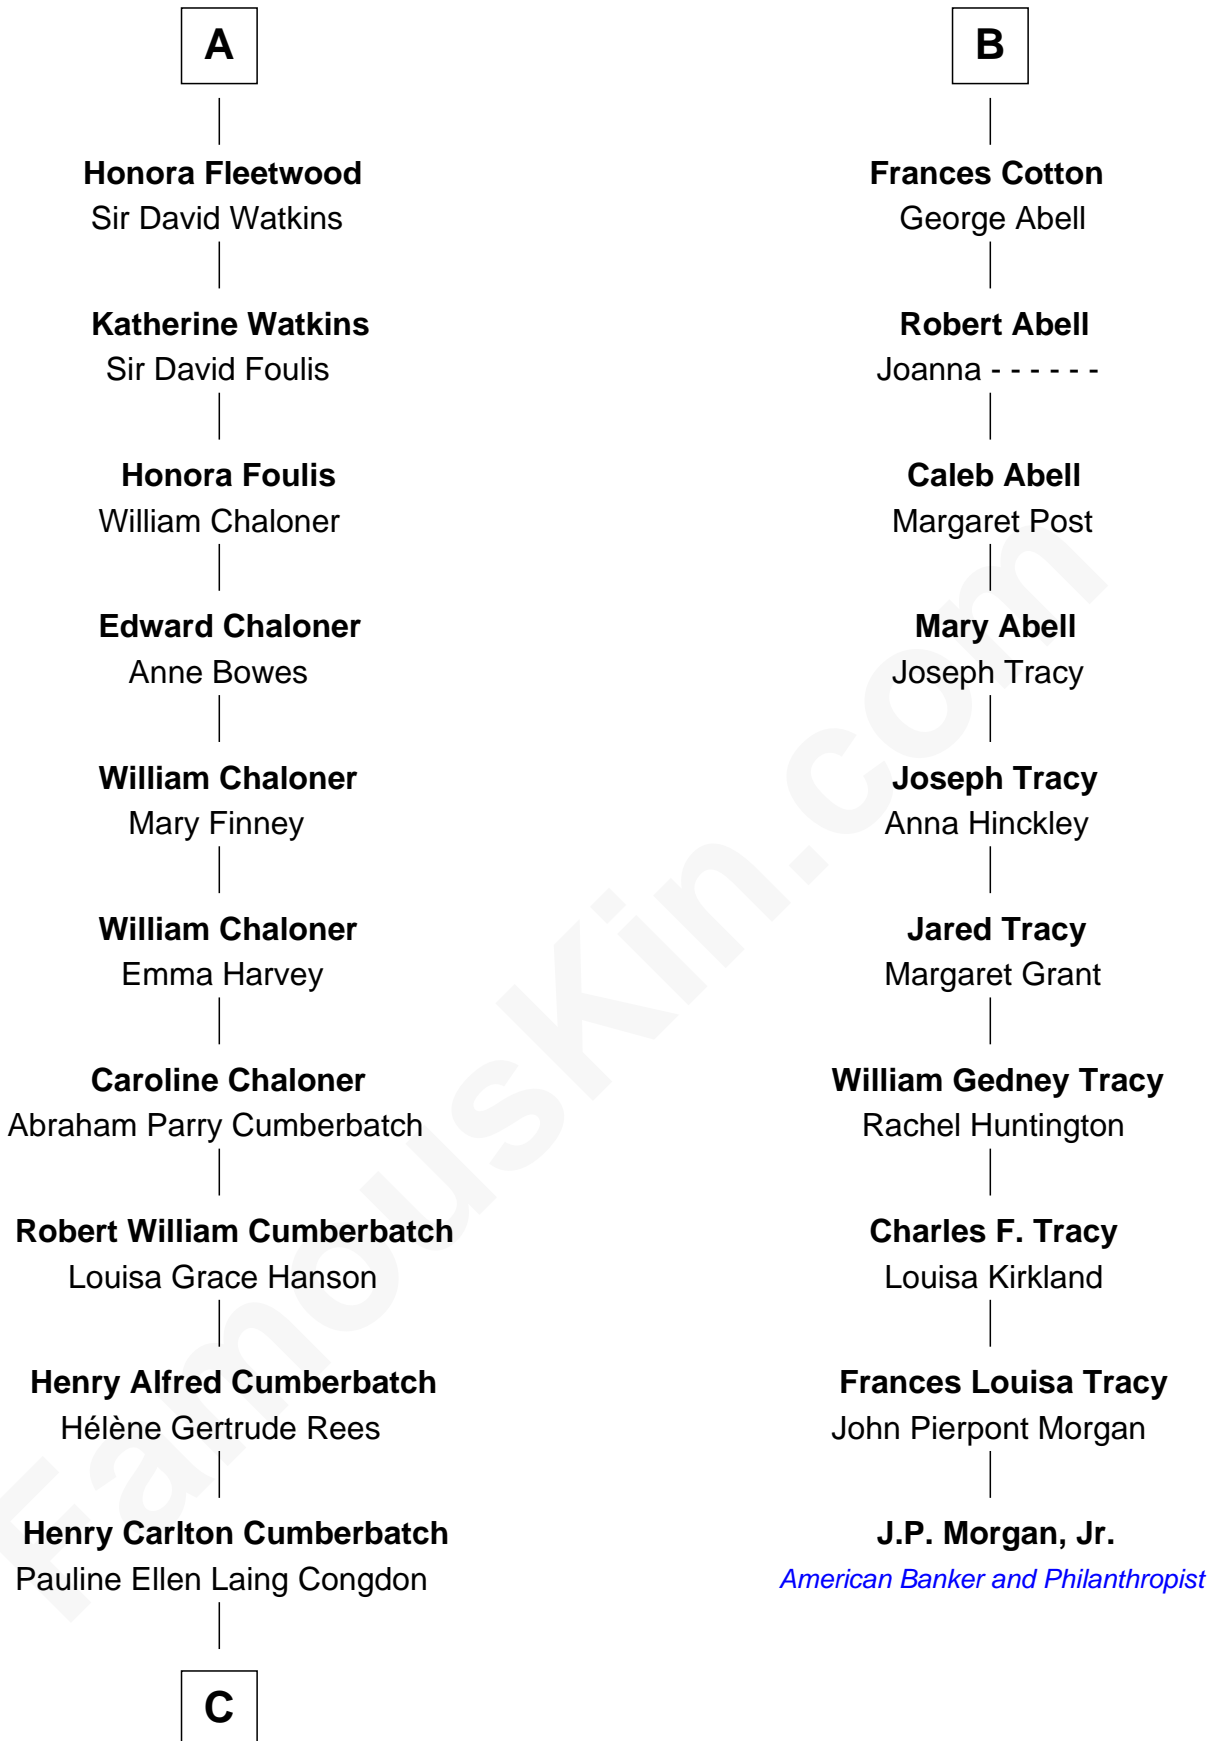 A
Honora Fleetwood
Sir David Watkins
Katherine Watkins
Sir David Foulis
Honora Foulis
William Chaloner
Edward Chaloner
Anne Bowes
William Chaloner
Mary Finney
William Chaloner
Emma Harvey
Caroline Chaloner
Abraham Parry Cumberbatch
Robert William Cumberbatch
Louisa Grace Hanson
Henry Alfred Cumberbatch
Hélène Gertrude Rees
Henry Carlton Cumberbatch
Pauline Ellen Laing Congdon
C
B
Frances Cotton
George Abell
Robert Abell
Joanna - - - - - -
Caleb Abell
Margaret Post
Mary Abell
Joseph Tracy
Joseph Tracy
Anna Hinckley
Jared Tracy
Margaret Grant
William Gedney Tracy
Rachel Huntington
Charles F. Tracy
Louisa Kirkland
Frances Louisa Tracy
John Pierpont Morgan
J.P. Morgan, Jr.
American Banker and Philanthropist
FamousKin.com